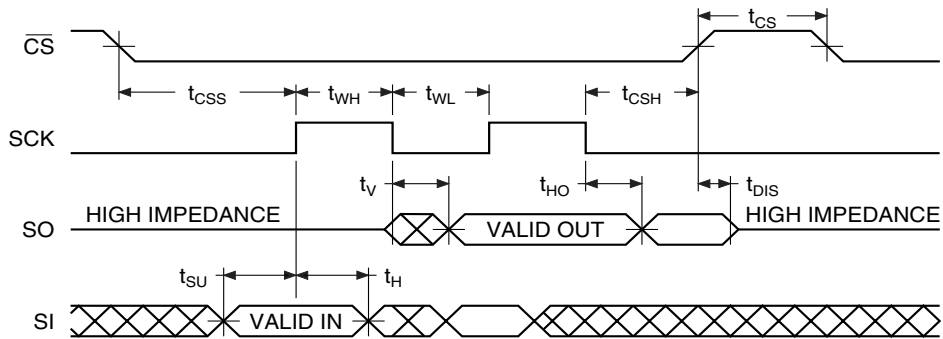 t_CS
C̅S̅
t_CSS t_WH t_WL t_CSH
SCK
t_V t_HO t_DIS
HIGH IMPEDANCE HIGH IMPEDANCE
SO VALID OUT
t_SU t_H
SI VALID IN